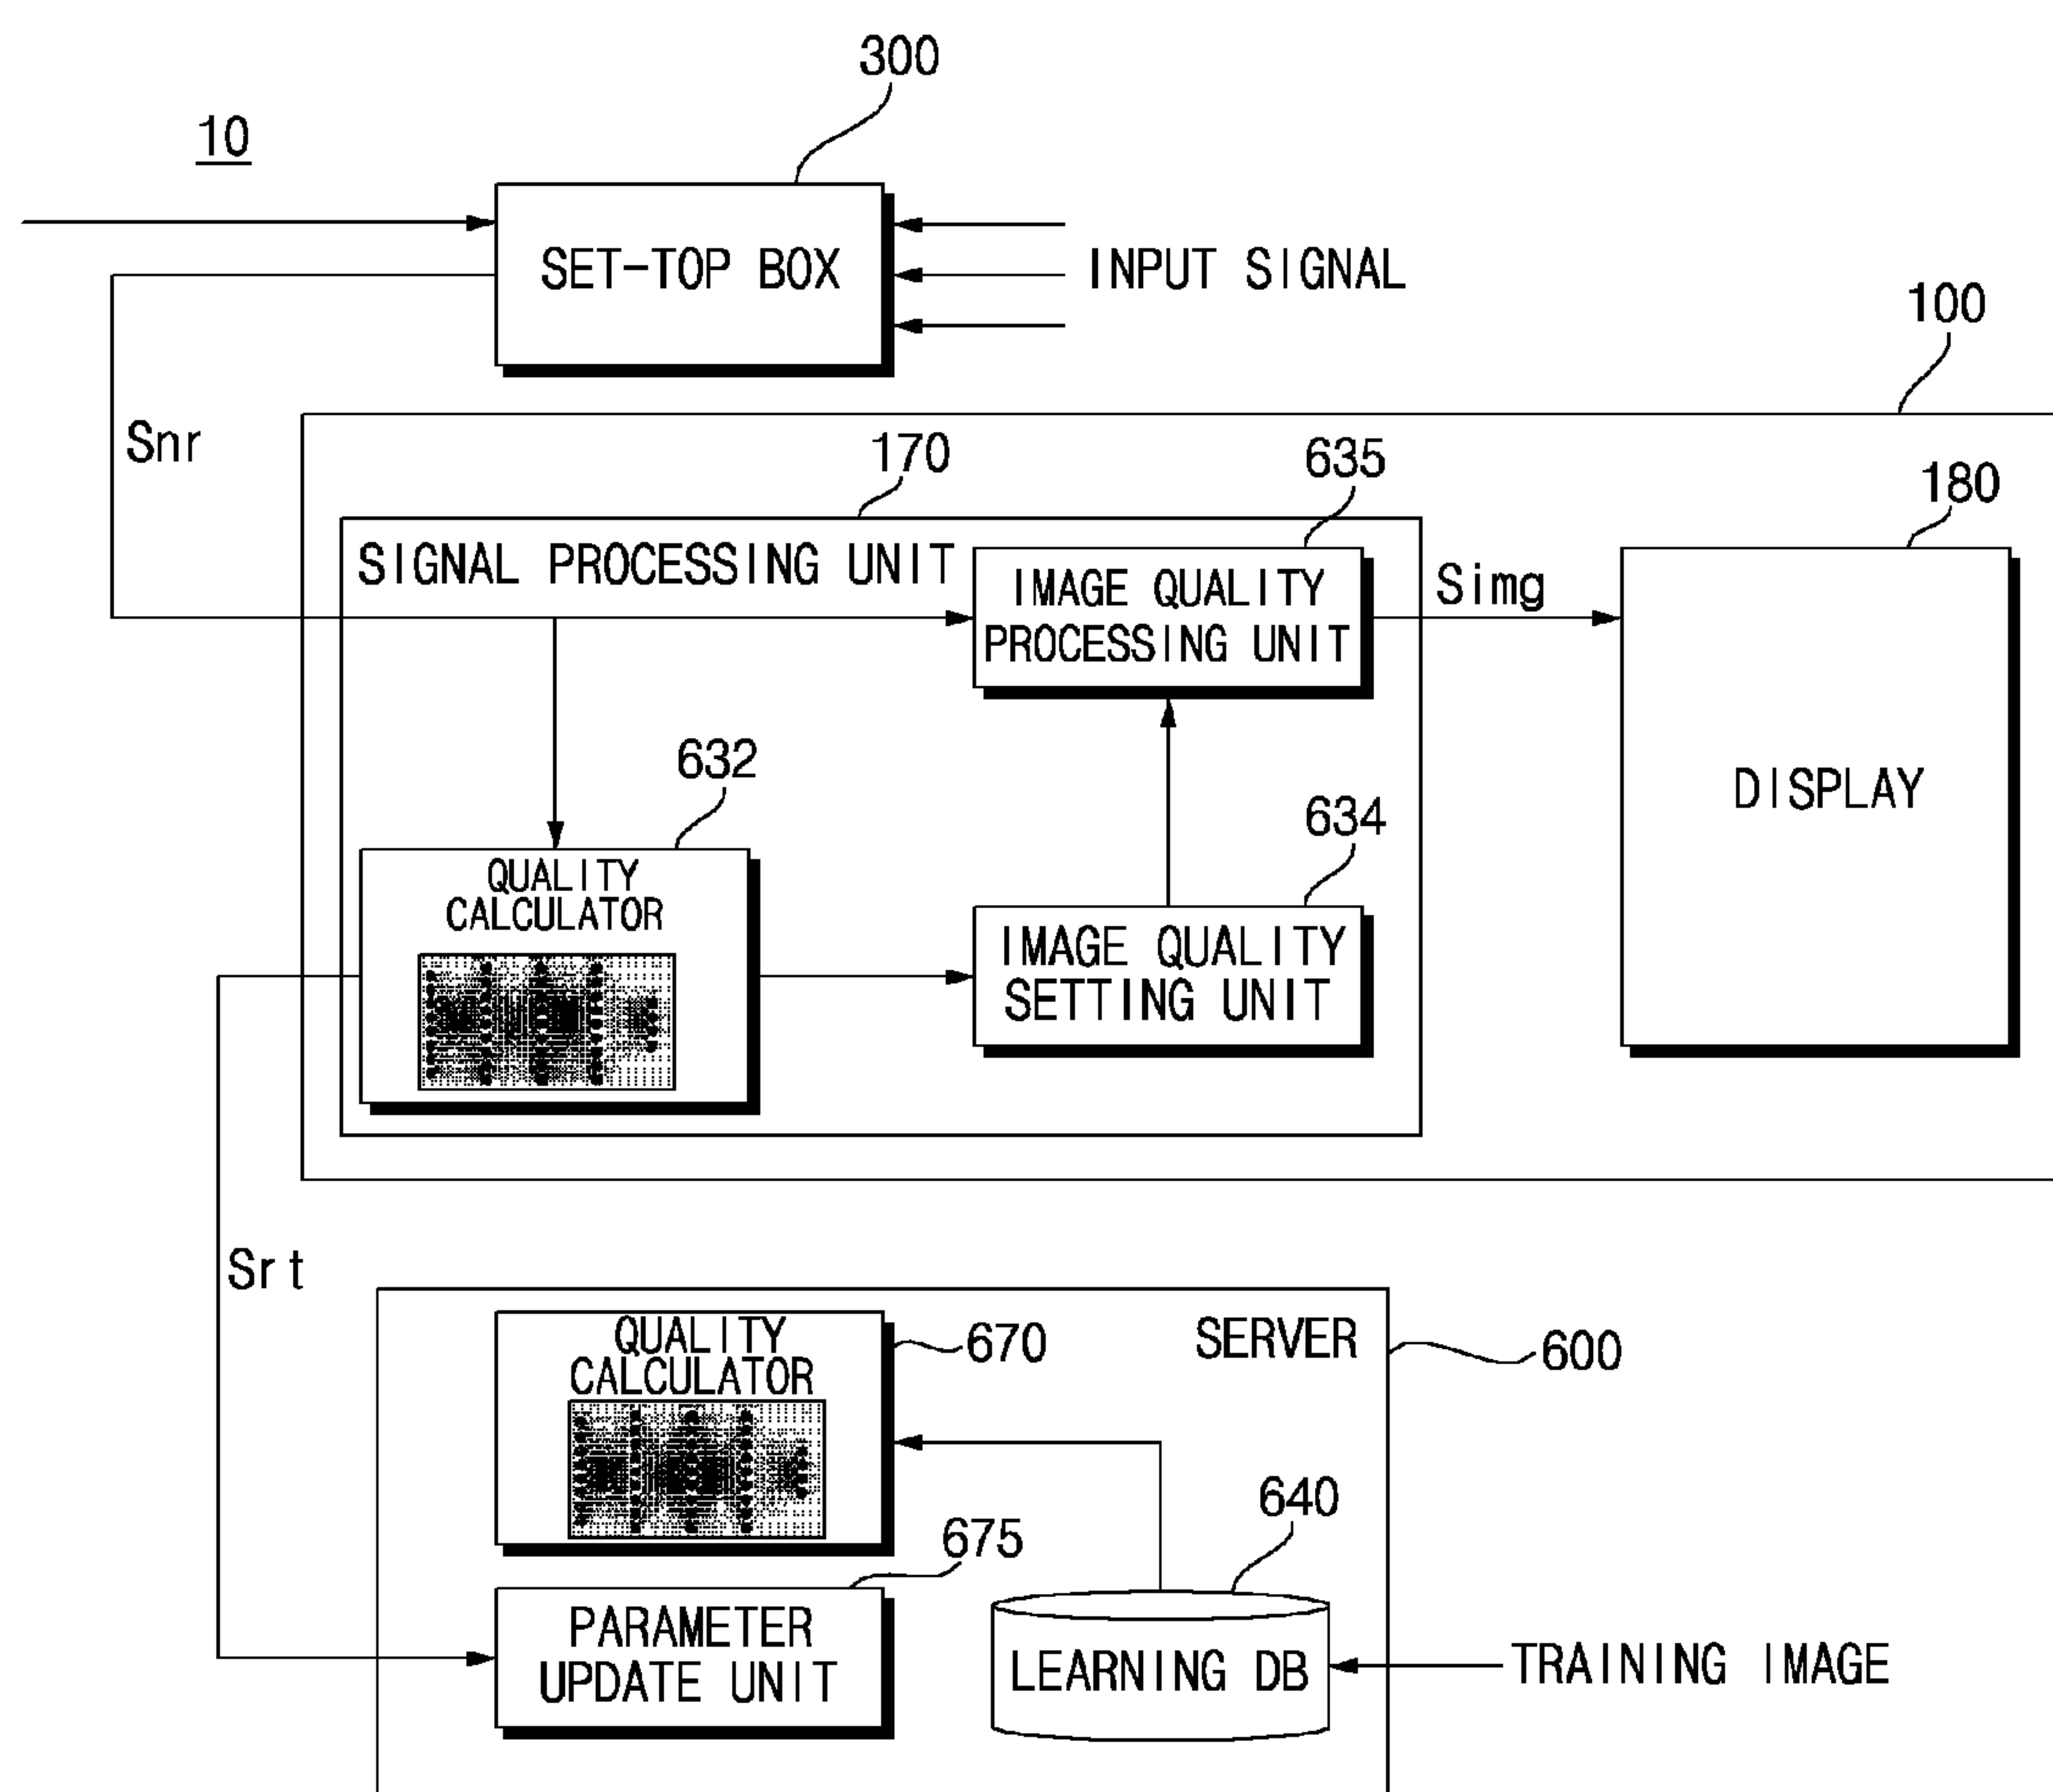 300
10
SET-TOP BOX
INPUT SIGNAL
100
Snr
170
635
180
SIGNAL PROCESSING UNIT
IMAGE QUALITY
PROCESSING UNIT
Simg
632
DISPLAY
634
QUALITY
CALCULATOR
IMAGE QUALITY
SETTING UNIT
Srt
QUALITY
CALCULATOR
670
SERVER
600
640
675
PARAMETER
UPDATE UNIT
LEARNING DB
TRAINING IMAGE